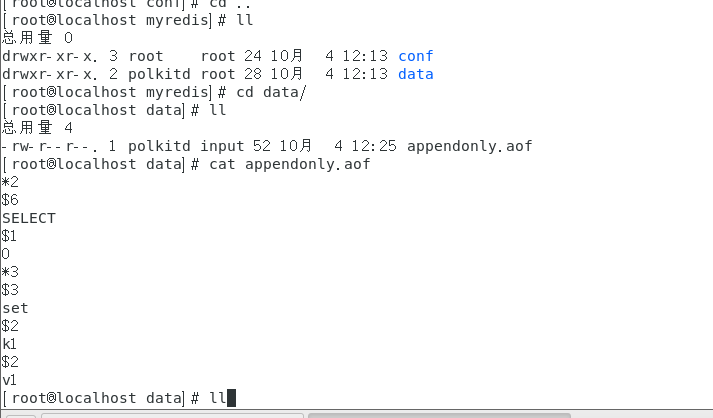 [root@localhost conf]# cd ..
[root@localhost myredis]# ll
总用量 0
drwxr-xr-x. 3 root    root 24 10月  4 12:13 conf
drwxr-xr-x. 2 polkitd root 28 10月  4 12:13 data
[root@localhost myredis]# cd data/
[root@localhost data]# ll
总用量 4
-rw-r--r--. 1 polkitd input 52 10月  4 12:25 appendonly.aof
[root@localhost data]# cat appendonly.aof
*2
$6
SELECT
$1
0
*3
$3
set
$2
k1
$2
v1
[root@localhost data]# ll